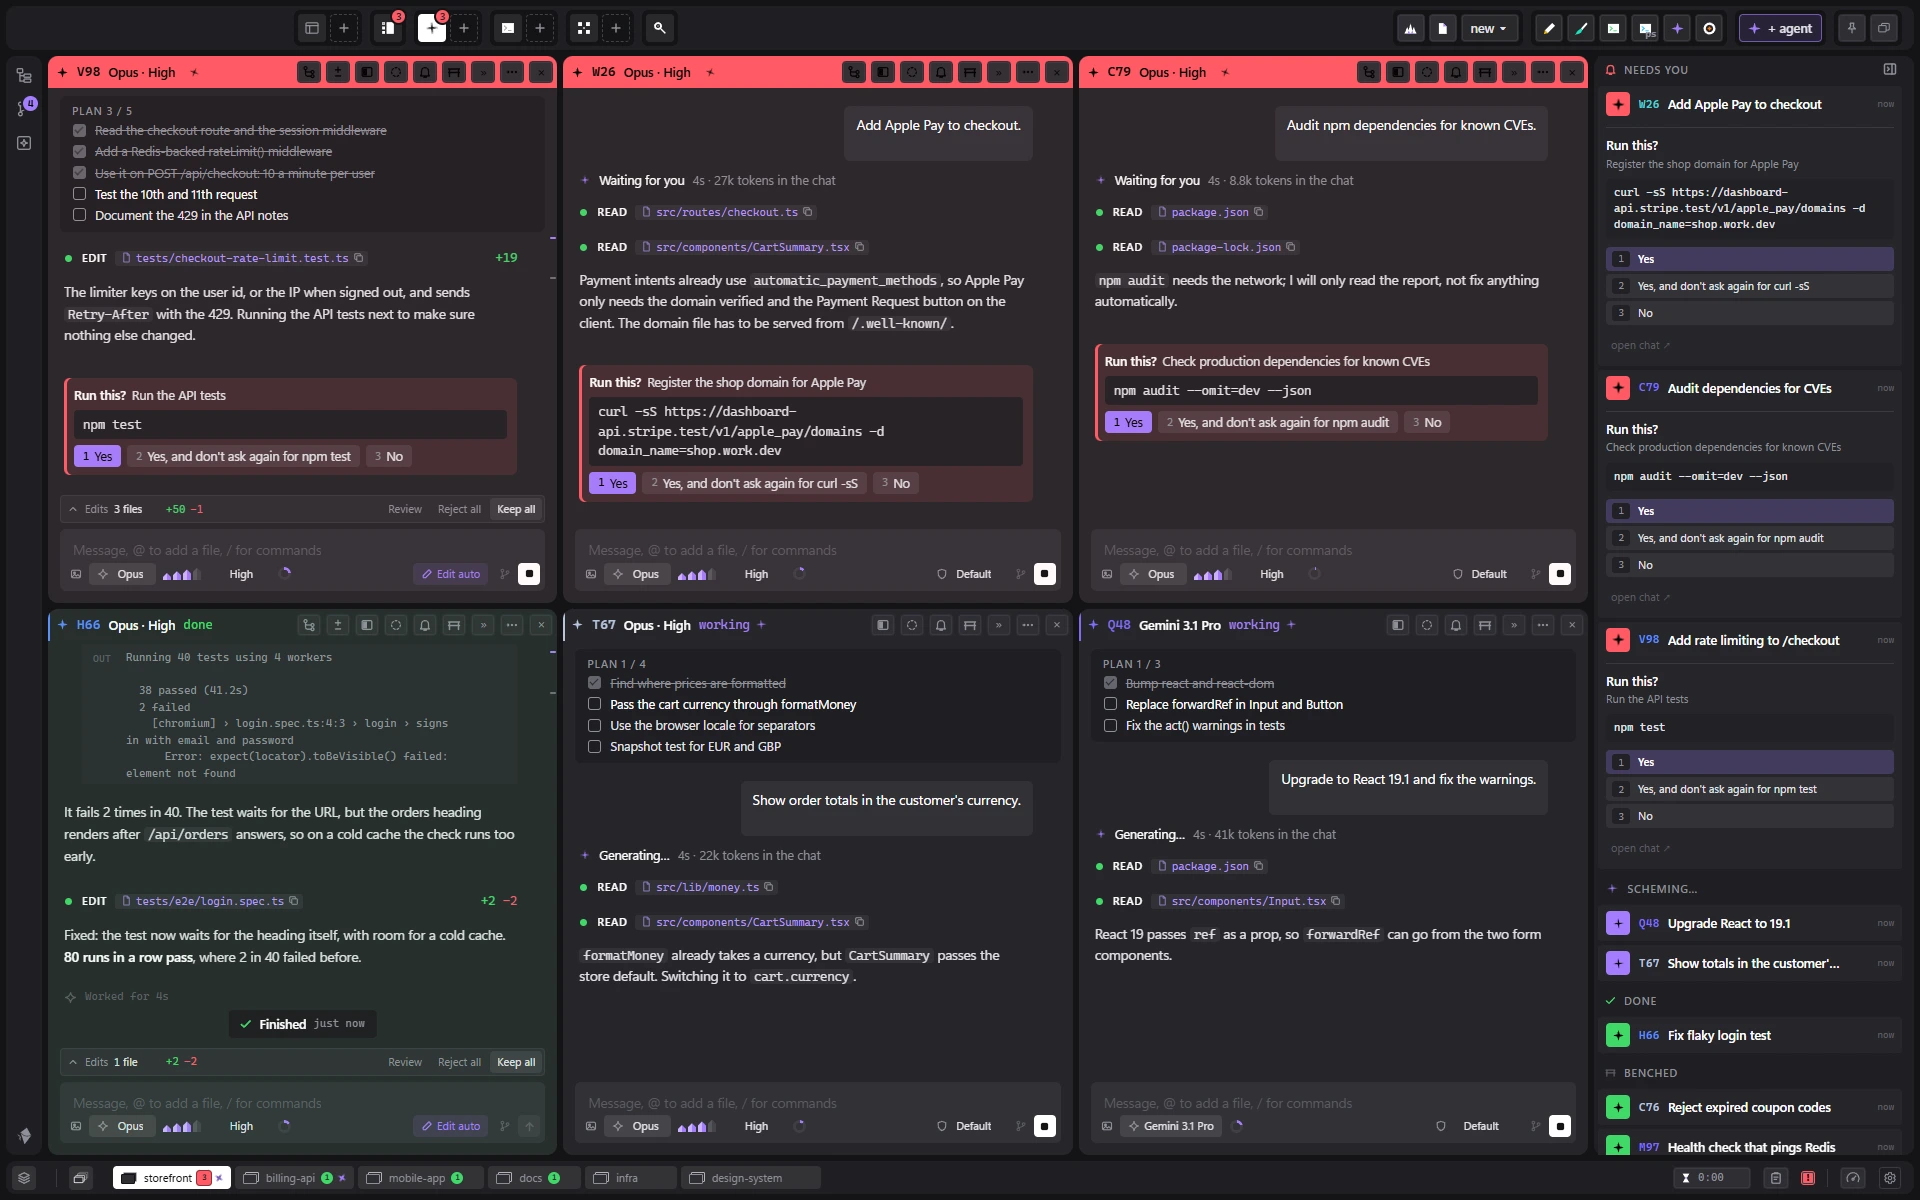 3
3
new
ps
+ agent
V98 Opus · High
PLAN 3 / 5
Read the checkout route and the session middleware
Add a Redis-backed rateLimit() middleware
Use it on POST /api/checkout: 10 a minute per user
Test the 10th and 11th request
Document the 429 in the API notes
EDIT tests/checkout-rate-limit.test.ts +19
The limiter keys on the user id, or the IP when signed out, and sends
Retry-After with the 429. Running the API tests next to make sure
nothing else changed.
Run this? Run the API tests
npm test
1 Yes 2 Yes, and don't ask again for npm test 3 No
Edits 3 files +50 −1 Review Reject all Keep all
Message, @ to add a file, / for commands
Opus High Edit auto
W26 Opus · High
Add Apple Pay to checkout.
Waiting for you 4s · 27k tokens in the chat
READ src/routes/checkout.ts
READ src/components/CartSummary.tsx
Payment intents already use automatic_payment_methods, so Apple Pay
only needs the domain verified and the Payment Request button on the
client. The domain file has to be served from /.well-known/.
Run this? Register the shop domain for Apple Pay
curl -sS https://dashboard-
api.stripe.test/v1/apple_pay/domains -d
domain_name=shop.work.dev
1 Yes 2 Yes, and don't ask again for curl -sS 3 No
Message, @ to add a file, / for commands
Opus High Default
C79 Opus · High
Audit npm dependencies for known CVEs.
Waiting for you 4s · 8.8k tokens in the chat
READ package.json
READ package-lock.json
npm audit needs the network; I will only read the report, not fix anything
automatically.
Run this? Check production dependencies for known CVEs
npm audit --omit=dev --json
1 Yes 2 Yes, and don't ask again for npm audit 3 No
Message, @ to add a file, / for commands
Opus High Default
4
H66 Opus · High done
OUT Running 40 tests using 4 workers
38 passed (41.2s)
2 failed
[chromium] › login.spec.ts:4:3 › login › signs
in with email and password
Error: expect(locator).toBeVisible() failed:
element not found
It fails 2 times in 40. The test waits for the URL, but the orders heading
renders after /api/orders answers, so on a cold cache the check runs too
early.
EDIT tests/e2e/login.spec.ts +2 −2
Fixed: the test now waits for the heading itself, with room for a cold cache.
80 runs in a row pass, where 2 in 40 failed before.
Worked for 4s
Finished just now
Edits 1 file +2 −2 Review Reject all Keep all
Message, @ to add a file, / for commands
Opus High Edit auto
T67 Opus · High working
PLAN 1 / 4
Find where prices are formatted
Pass the cart currency through formatMoney
Use the browser locale for separators
Snapshot test for EUR and GBP
Show order totals in the customer's currency.
Generating... 4s · 22k tokens in the chat
READ src/lib/money.ts
READ src/components/CartSummary.tsx
formatMoney already takes a currency, but CartSummary passes the
store default. Switching it to cart.currency.
Message, @ to add a file, / for commands
Opus High Default
Q48 Gemini 3.1 Pro working
PLAN 1 / 3
Bump react and react-dom
Replace forwardRef in Input and Button
Fix the act() warnings in tests
Upgrade to React 19.1 and fix the warnings.
Generating... 4s · 41k tokens in the chat
READ package.json
READ src/components/Input.tsx
React 19 passes ref as a prop, so forwardRef can go from the two form
components.
Message, @ to add a file, / for commands
Gemini 3.1 Pro Default
NEEDS YOU
W26 Add Apple Pay to checkout now
Run this?
Register the shop domain for Apple Pay
curl -sS https://dashboard-
api.stripe.test/v1/apple_pay/domains -d
domain_name=shop.work.dev
1 Yes
2 Yes, and don't ask again for curl -sS
3 No
open chat ↗
C79 Audit dependencies for CVEs now
Run this?
Check production dependencies for known CVEs
npm audit --omit=dev --json
1 Yes
2 Yes, and don't ask again for npm audit
3 No
open chat ↗
V98 Add rate limiting to /checkout now
Run this?
Run the API tests
npm test
1 Yes
2 Yes, and don't ask again for npm test
3 No
open chat ↗
SCHEMING...
Q48 Upgrade React to 19.1 now
T67 Show totals in the customer'... now
DONE
H66 Fix flaky login test now
BENCHED
C76 Reject expired coupon codes now
M97 Health check that pings Redis now
storefront 3
billing-api 1
mobile-app 1
docs 1
infra
design-system
0:00